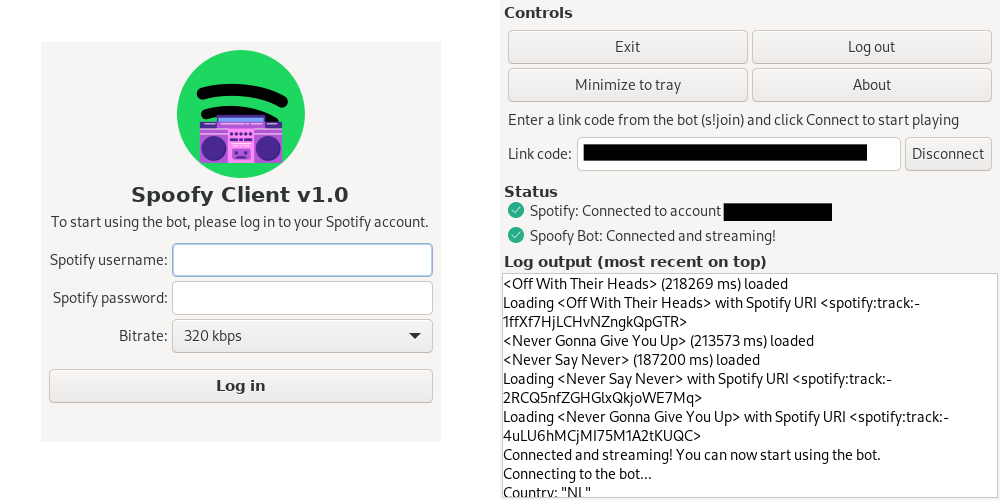 Spoofy Client v1.0
To start using the bot, please log in to your Spotify account.
Spotify username:
Spotify password:
Bitrate: 320 kbps
Log in
Controls
Exit Log out
Minimize to tray About
Enter a link code from the bot (s!join) and click Connect to start playing
Link code: Disconnect
Status
Spotify: Connected to account
Spoofy Bot: Connected and streaming!
Log output (most recent on top)
<Off With Their Heads> (218269 ms) loaded
Loading <Off With Their Heads> with Spotify URI <spotify:track:-
1ffXf7HjLCHvNZngkQpGTR>
<Never Gonna Give You Up> (213573 ms) loaded
<Never Say Never> (187200 ms) loaded
Loading <Never Say Never> with Spotify URI <spotify:track:-
2RCQ5nfZGHGlxQkjoWE7Mq>
Loading <Never Gonna Give You Up> with Spotify URI <spotify:track:-
4uLU6hMCjMI75M1A2tKUQC>
Connected and streaming! You can now start using the bot.
Connecting to the bot...
Country: "NL"